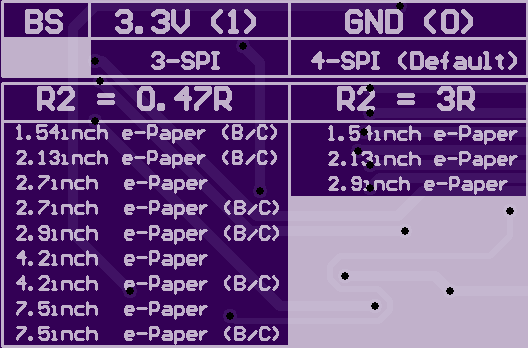 BS 3.3V (1) GND (0)
3-SPI 4-SPI (Default)
R2 = 0.47R R2 = 3R
1.54inch e-Paper (B/C) 1.54inch e-Paper
2.13inch e-Paper (B/C) 2.13inch e-Paper
2.7inch e-Paper 2.9inch e-Paper
2.7inch e-Paper (B/C)
2.9inch e-Paper (B/C)
4.2inch e-Paper
4.2inch e-Paper (B/C)
7.5inch e-Paper
7.5inch e-Paper (B/C)